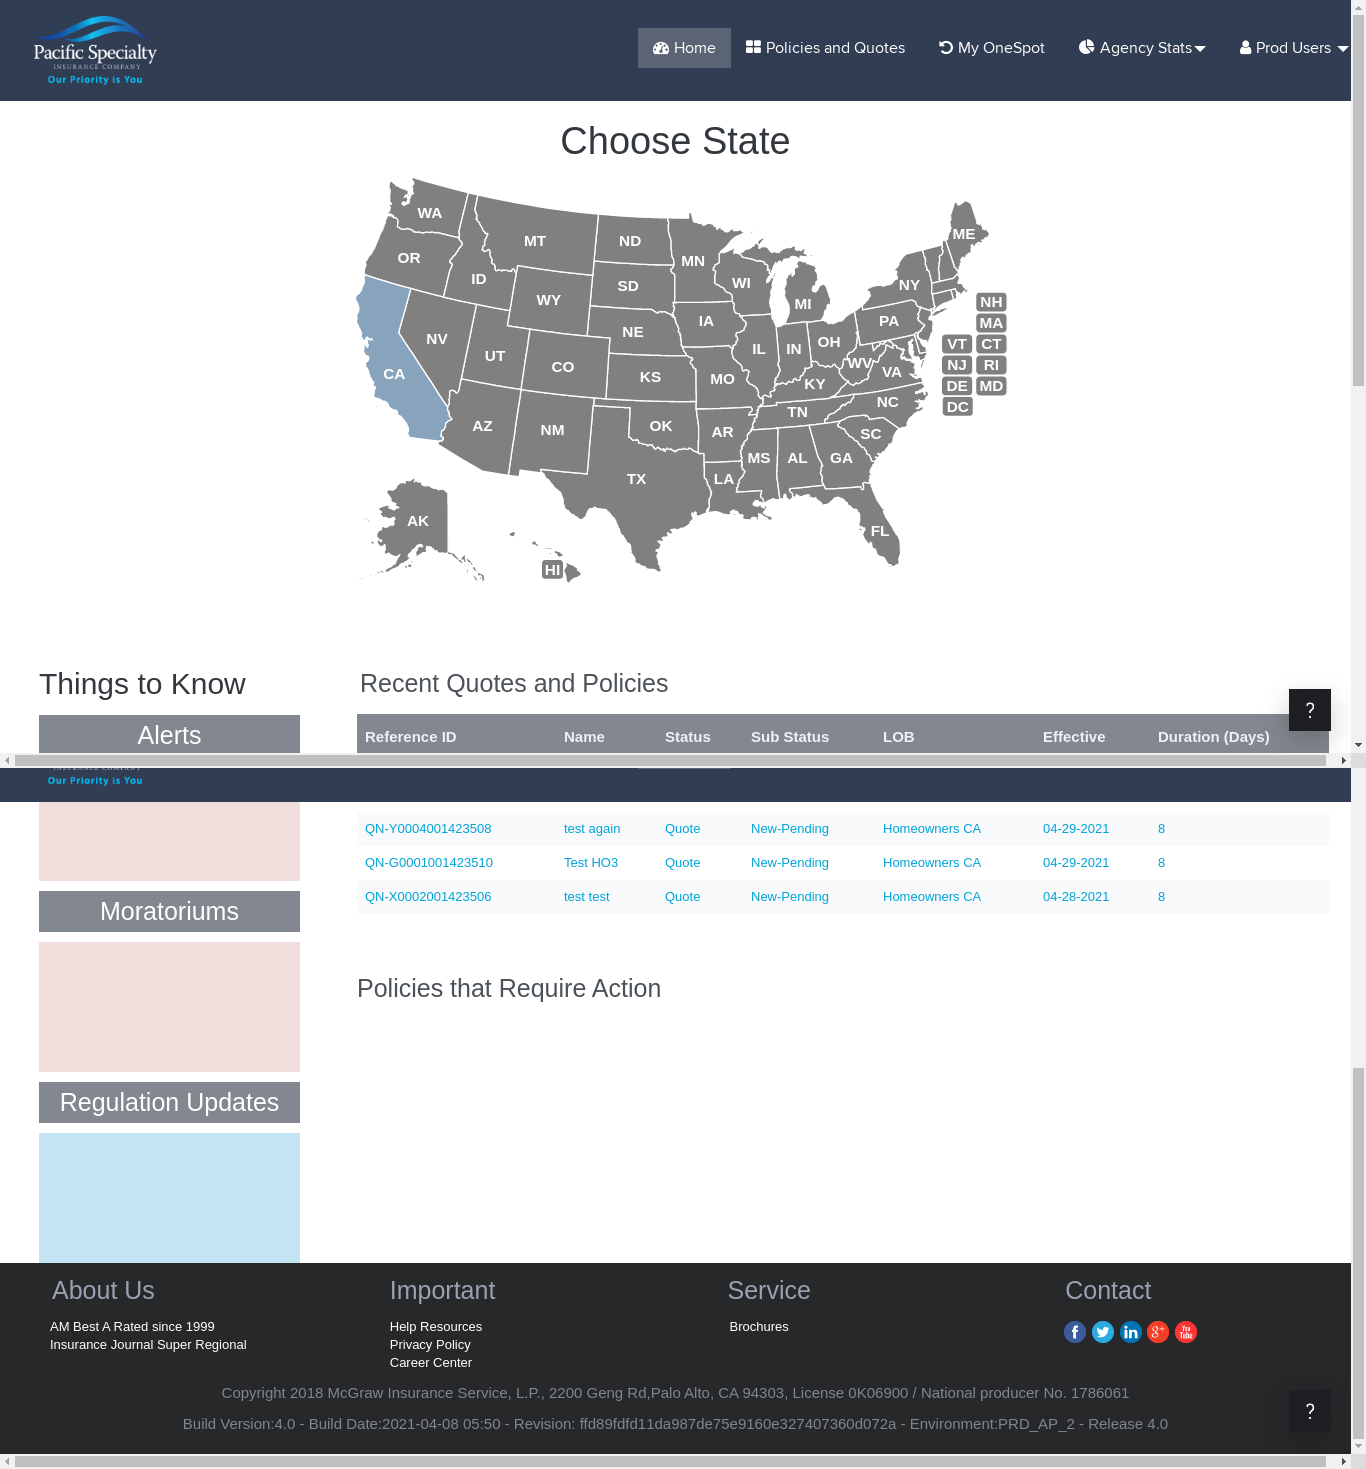 Pacific Specialty
INSURANCE COMPANY
Our Priority is You
Home
Policies and Quotes
My OneSpot
Agency Stats
Prod Users
Choose State
WA
OR
ID
MT
ND
MN
WI
MI
NY
ME
WY
SD
IA
NE
NV
UT
CO
KS
MO
IL
IN
OH
PA
WV
VA
KY
NC
TN
SC
CA
AZ
NM
OK
AR
MS
AL
GA
LA
TX
FL
AK
HI
NH
MA
VT
CT
NJ
RI
DE
MD
DC
Things to Know
Alerts
Recent Quotes and Policies
?
Reference ID Name Status Sub Status LOB Effective Duration (Days)
Our Priority is You
QN-Y0004001423508 test again Quote New-Pending Homeowners CA 04-29-2021 8
QN-G0001001423510 Test HO3 Quote New-Pending Homeowners CA 04-29-2021 8
QN-X0002001423506 test test Quote New-Pending Homeowners CA 04-28-2021 8
Moratoriums
Policies that Require Action
Regulation Updates
About Us
AM Best A Rated since 1999
Insurance Journal Super Regional
Important
Help Resources
Privacy Policy
Career Center
Service
Brochures
Contact
f
in
g+
You Tube
Copyright 2018 McGraw Insurance Service, L.P., 2200 Geng Rd,Palo Alto, CA 94303, License 0K06900 / National producer No. 1786061
Build Version:4.0 - Build Date:2021-04-08 05:50 - Revision: ffd89fdfd11da987de75e9160e327407360d072a - Environment:PRD_AP_2 - Release 4.0
?